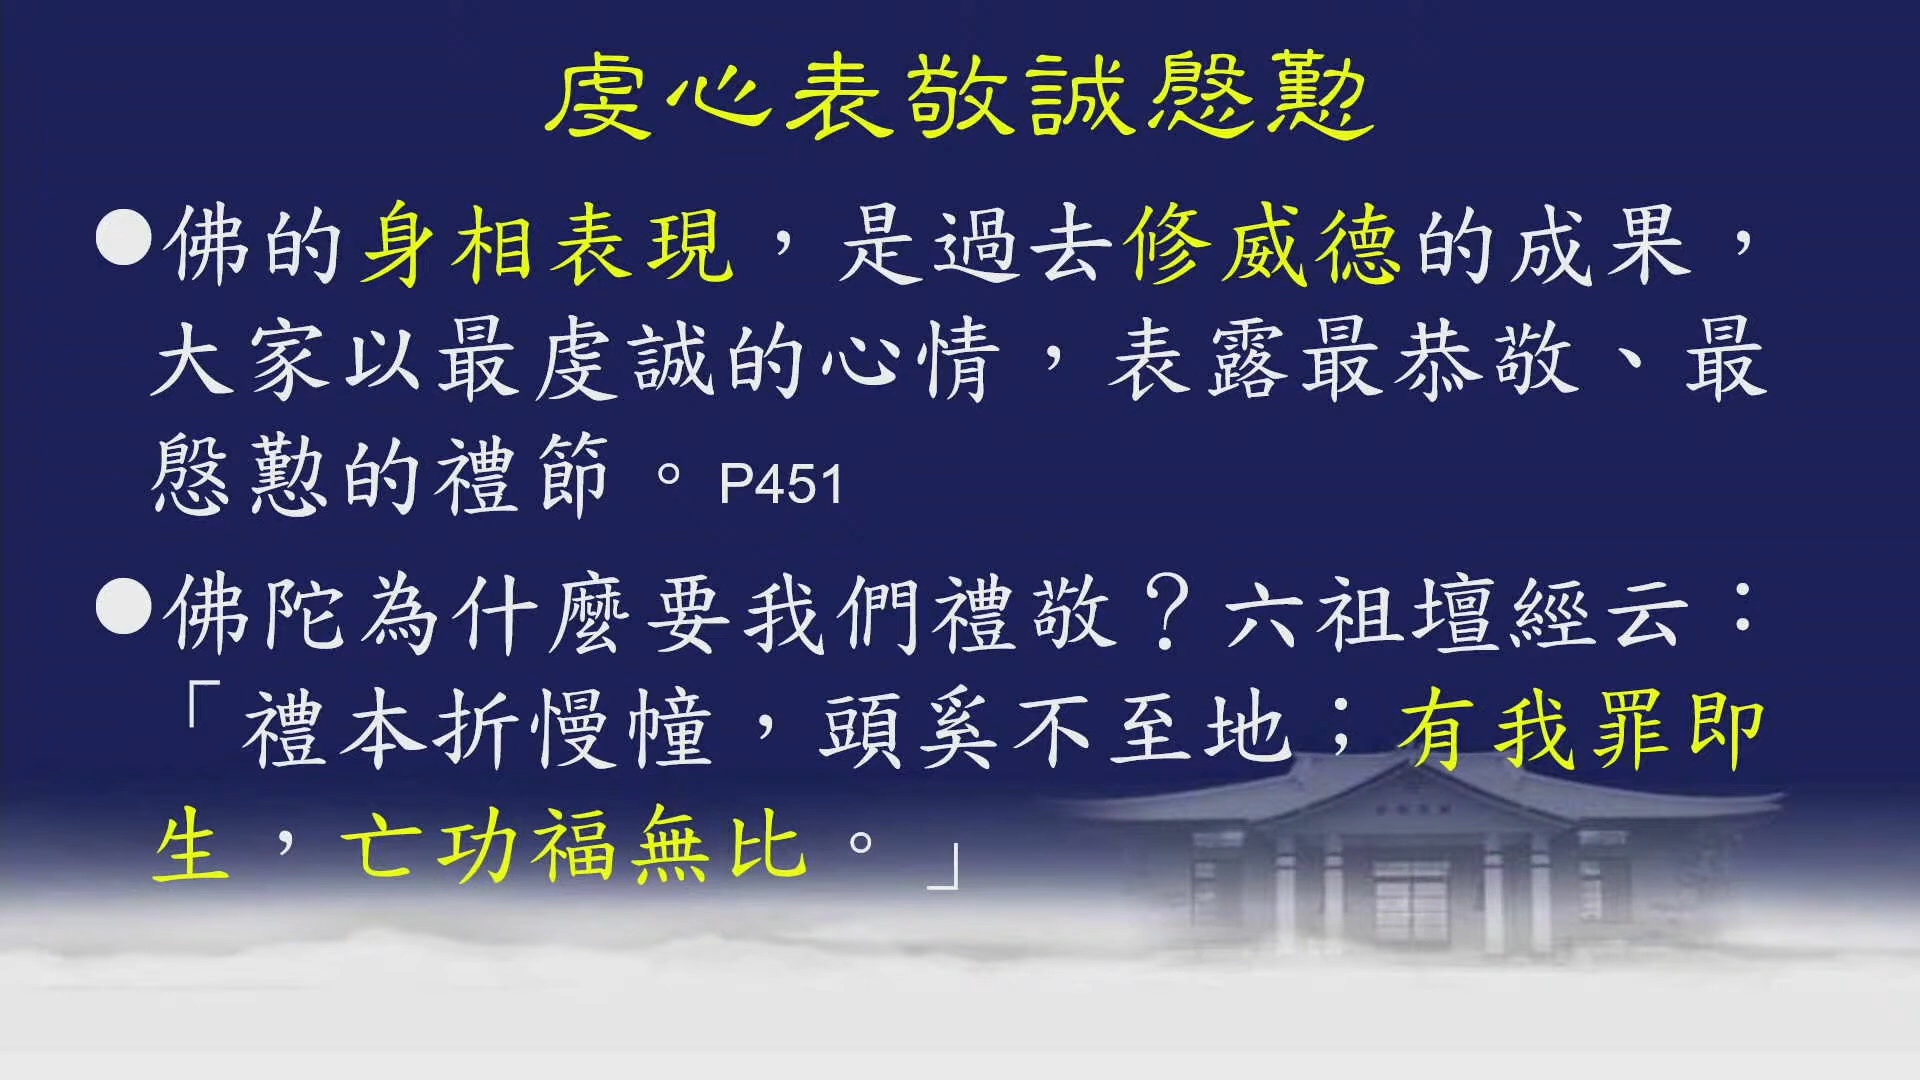 虔心表敬誠慇懃
●佛的身相表現，是過去修威德的成果，
大家以最虔誠的心情，表露最恭敬、最
慇懃的禮節。P451
●佛陀為什麼要我們禮敬？六祖壇經云：
「禮本折慢幢，頭奚不至地；有我罪即
生，亡功福無比。」